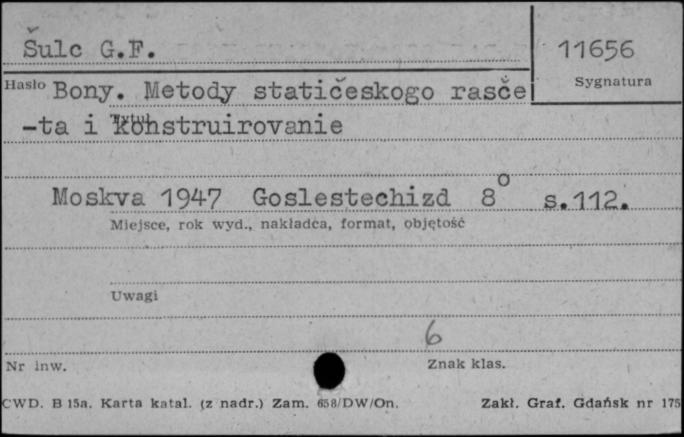 Šulc G.F.
11656
Hasło
Sygnatura
Bony. Metody statičeskogo rasče
-ta i konstruirovanie
Tytuł
Moskva 1947 Goslestechizd 8° s.112.
Miejsce, rok wyd., nakładca, format, objętość
Uwagi
6
Nr inw.
Znak klas.
CWD. B 15a. Karta katal. (z nadr.) Zam. 658/DW/On.
Zakł. Graf. Gdańsk nr 175